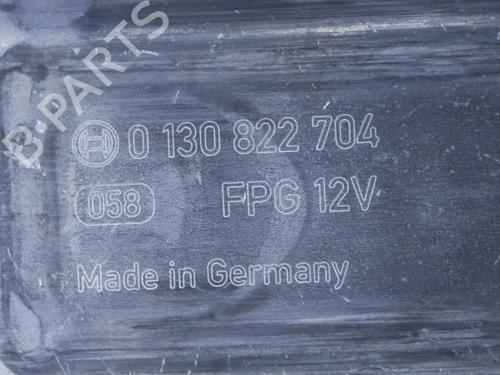 B-PARTS
0 130 822 704
058 FPG 12V
Made in Germany